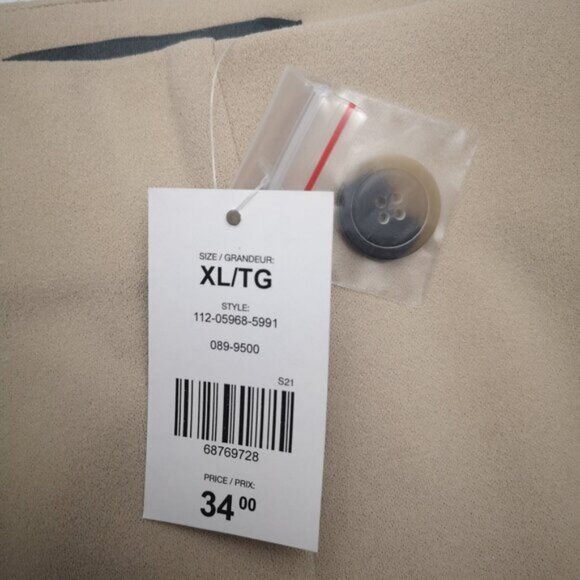 SIZE / GRANDEUR:
XL/TG
STYLE:
112-05968-5991
089-9500
S21
68769728
PRICE / PRIX:
34 00